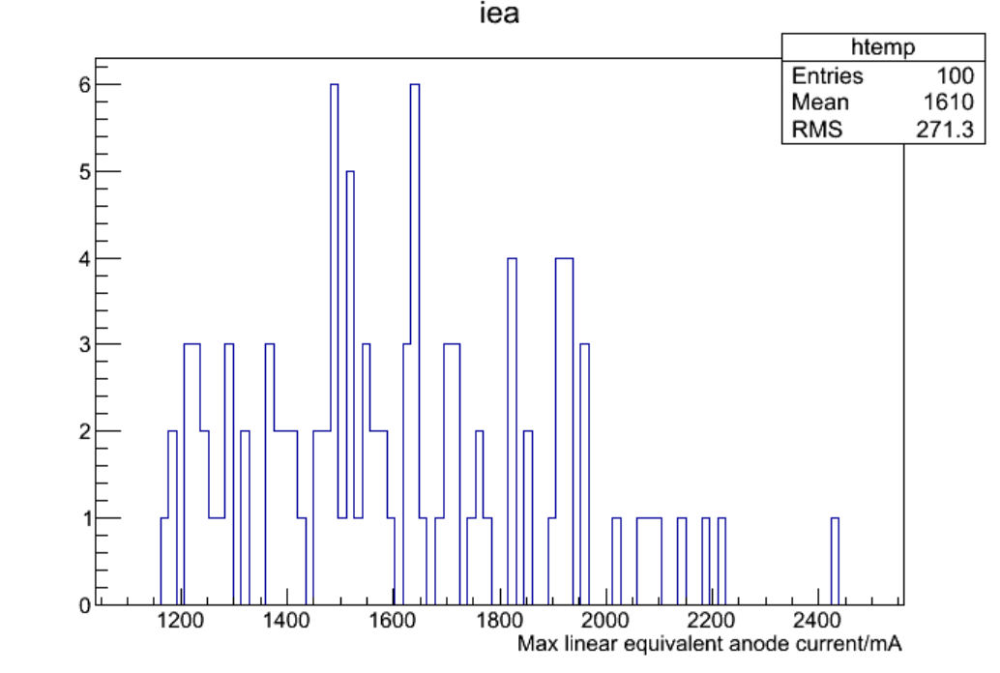 iea
htemp
Entries 100
Mean 1610
RMS 271.3
6
5
4
3
2
1
0
1200 1400 1600 1800 2000 2200 2400
Max linear equivalent anode current/mA